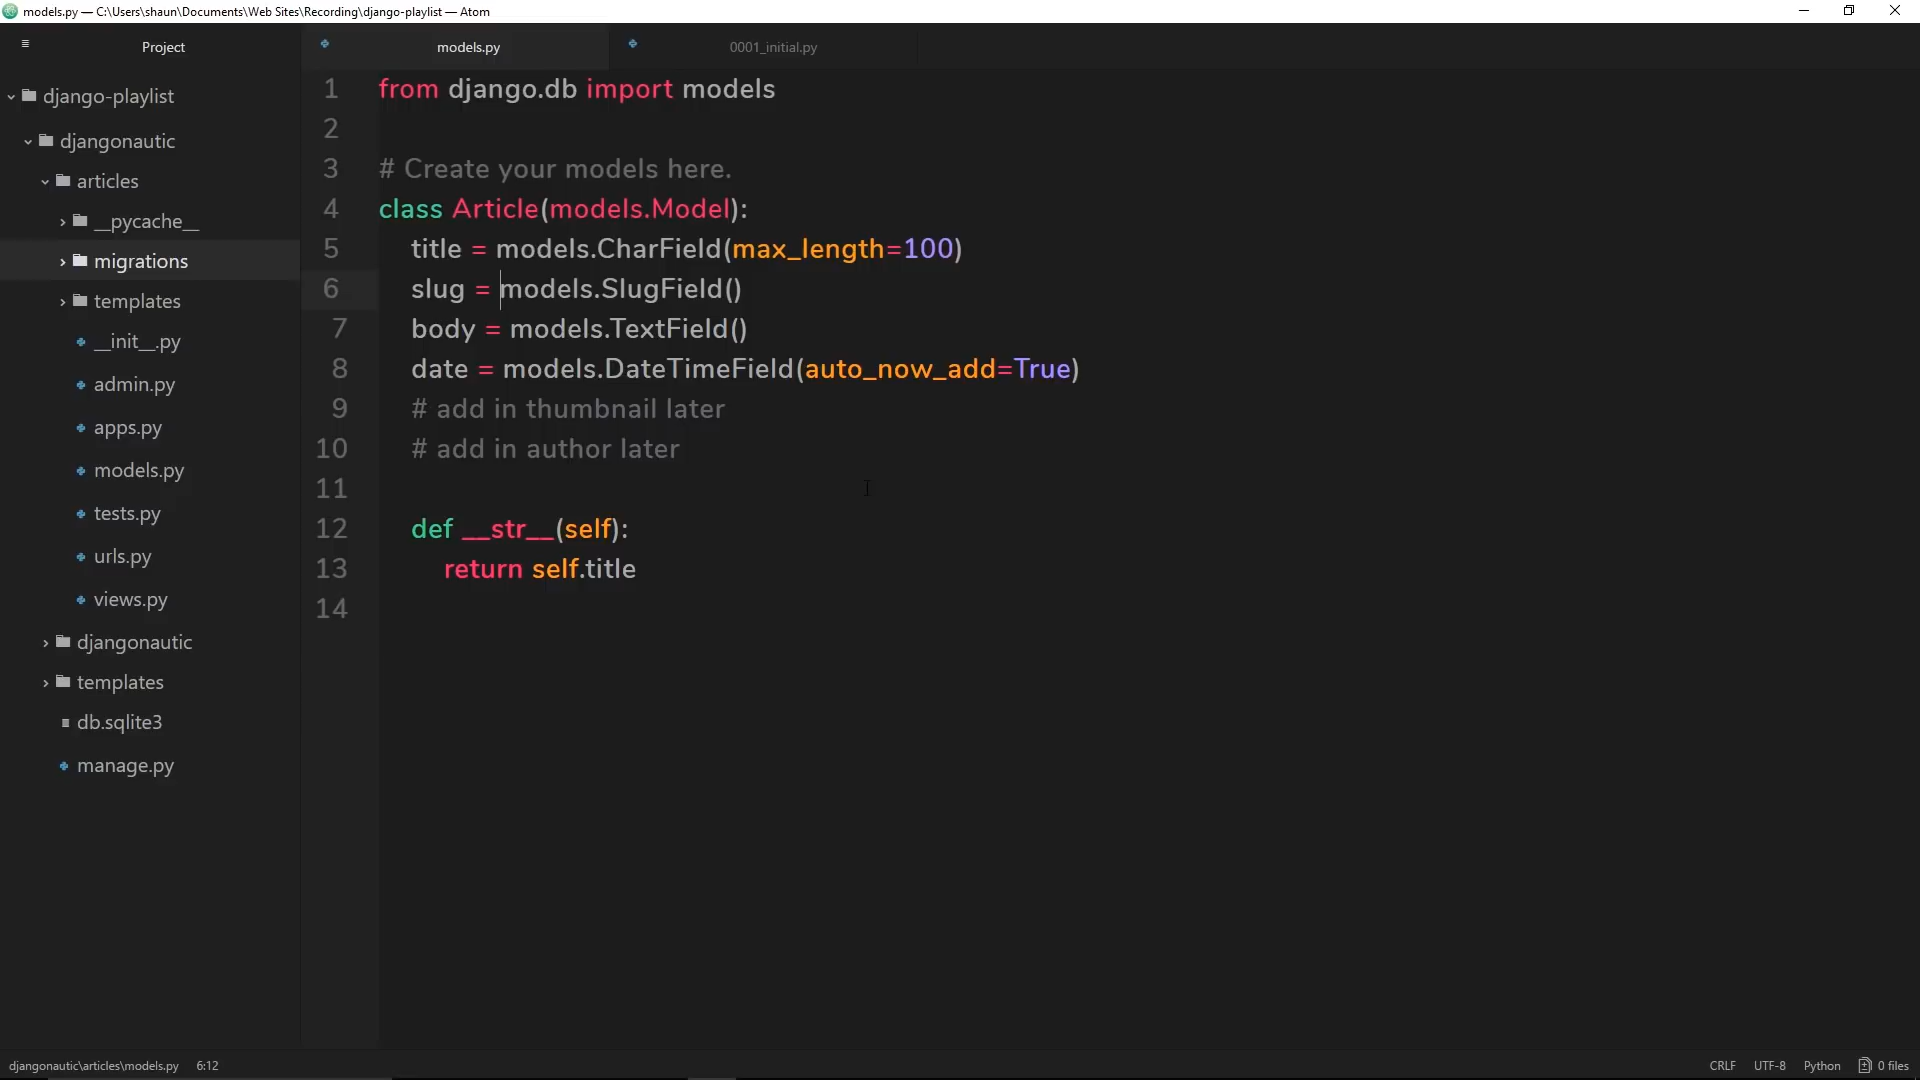 models.py — C:\Users\shaun\Documents\Web Sites\Recording\django-playlist — Atom
Project
models.py
0001_initial.py
django-playlist
djangonautic
articles
__pycache__
migrations
templates
__init__.py
admin.py
apps.py
models.py
tests.py
urls.py
views.py
djangonautic
templates
db.sqlite3
manage.py
1 from django.db import models
2
3 # Create your models here.
4 class Article(models.Model):
5 title = models.CharField(max_length=100)
6 slug = models.SlugField()
7 body = models.TextField()
8 date = models.DateTimeField(auto_now_add=True)
9 # add in thumbnail later
10 # add in author later
11
12 def __str__(self):
13 return self.title
14
djangonautic\articles\models.py 6:12
CRLF UTF-8 Python 0 files